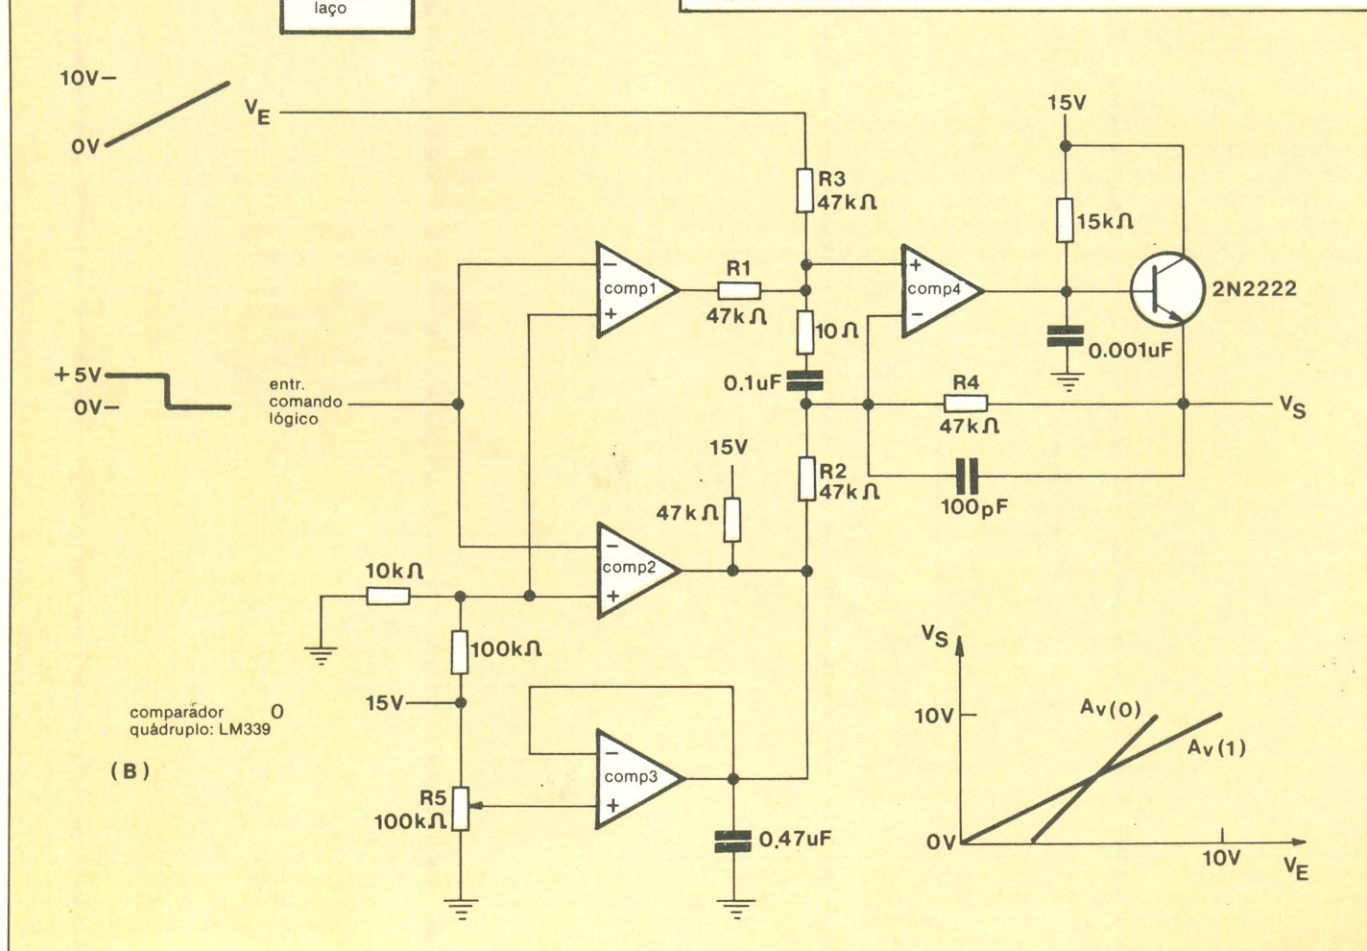 laço
10V
0V
VE
R3
47kΩ
15V
15kΩ
comp1
R1
47kΩ
10Ω
comp4
2N2222
0.1uF
0.001uF
+5V
0V
entr.
comando
lógico
R4
47kΩ
VS
15V
R2
47kΩ
47kΩ
100pF
comp2
10kΩ
100kΩ
15V
comparador O
quádruplo: LM339
(B)
R5
100kΩ
comp3
0.47uF
VS
10V
Av(0)
Av(1)
0V
10V
VE